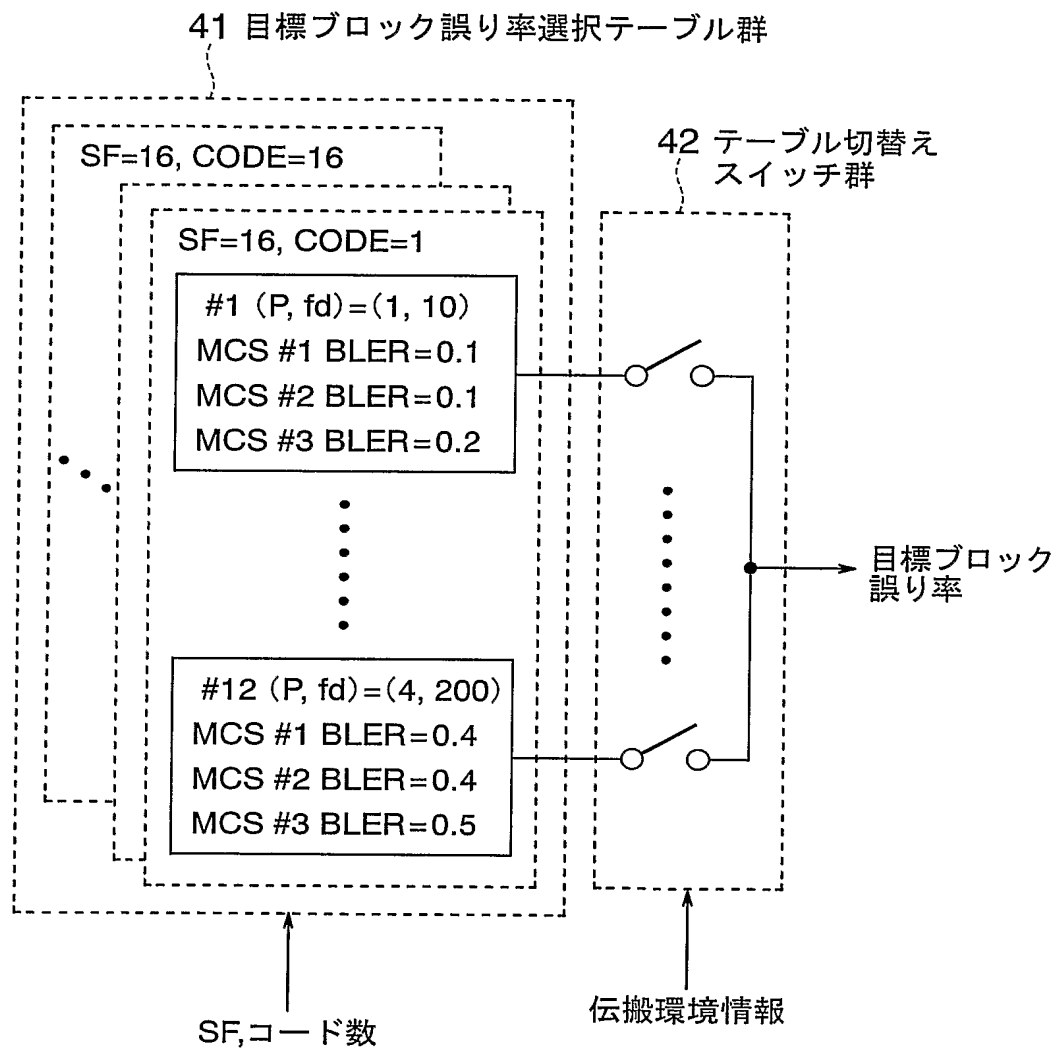 41 目標ブロック誤り率選択テーブル群
42 テーブル切替え
スイッチ群
SF=16, CODE=16
SF=16, CODE=1
#1 (P, fd)=(1, 10)
MCS #1 BLER=0.1
MCS #2 BLER=0.1
MCS #3 BLER=0.2
目標ブロック
誤り率
#12 (P, fd)=(4, 200)
MCS #1 BLER=0.4
MCS #2 BLER=0.4
MCS #3 BLER=0.5
SF,コード数
伝搬環境情報